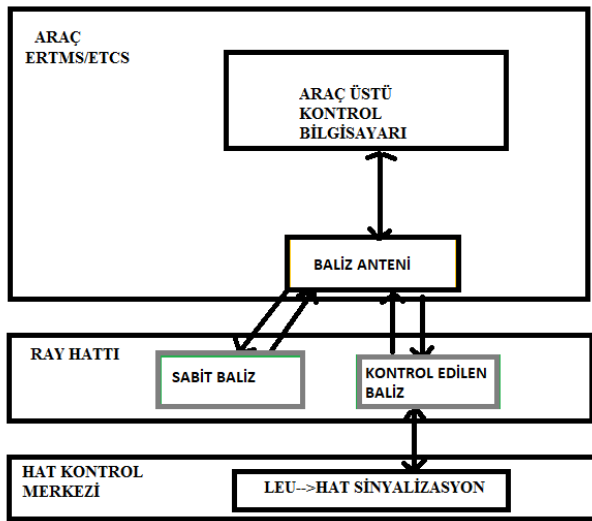 ARAÇ
ERTMS/ETCS
ARAÇ ÜSTÜ
KONTROL
BİLGİSAYARI
BALİZ ANTENİ
RAY HATTI
SABİT BALİZ
KONTROL EDİLEN
BALİZ
HAT KONTROL
MERKEZİ
LEU-->HAT SİNYALİZASYON